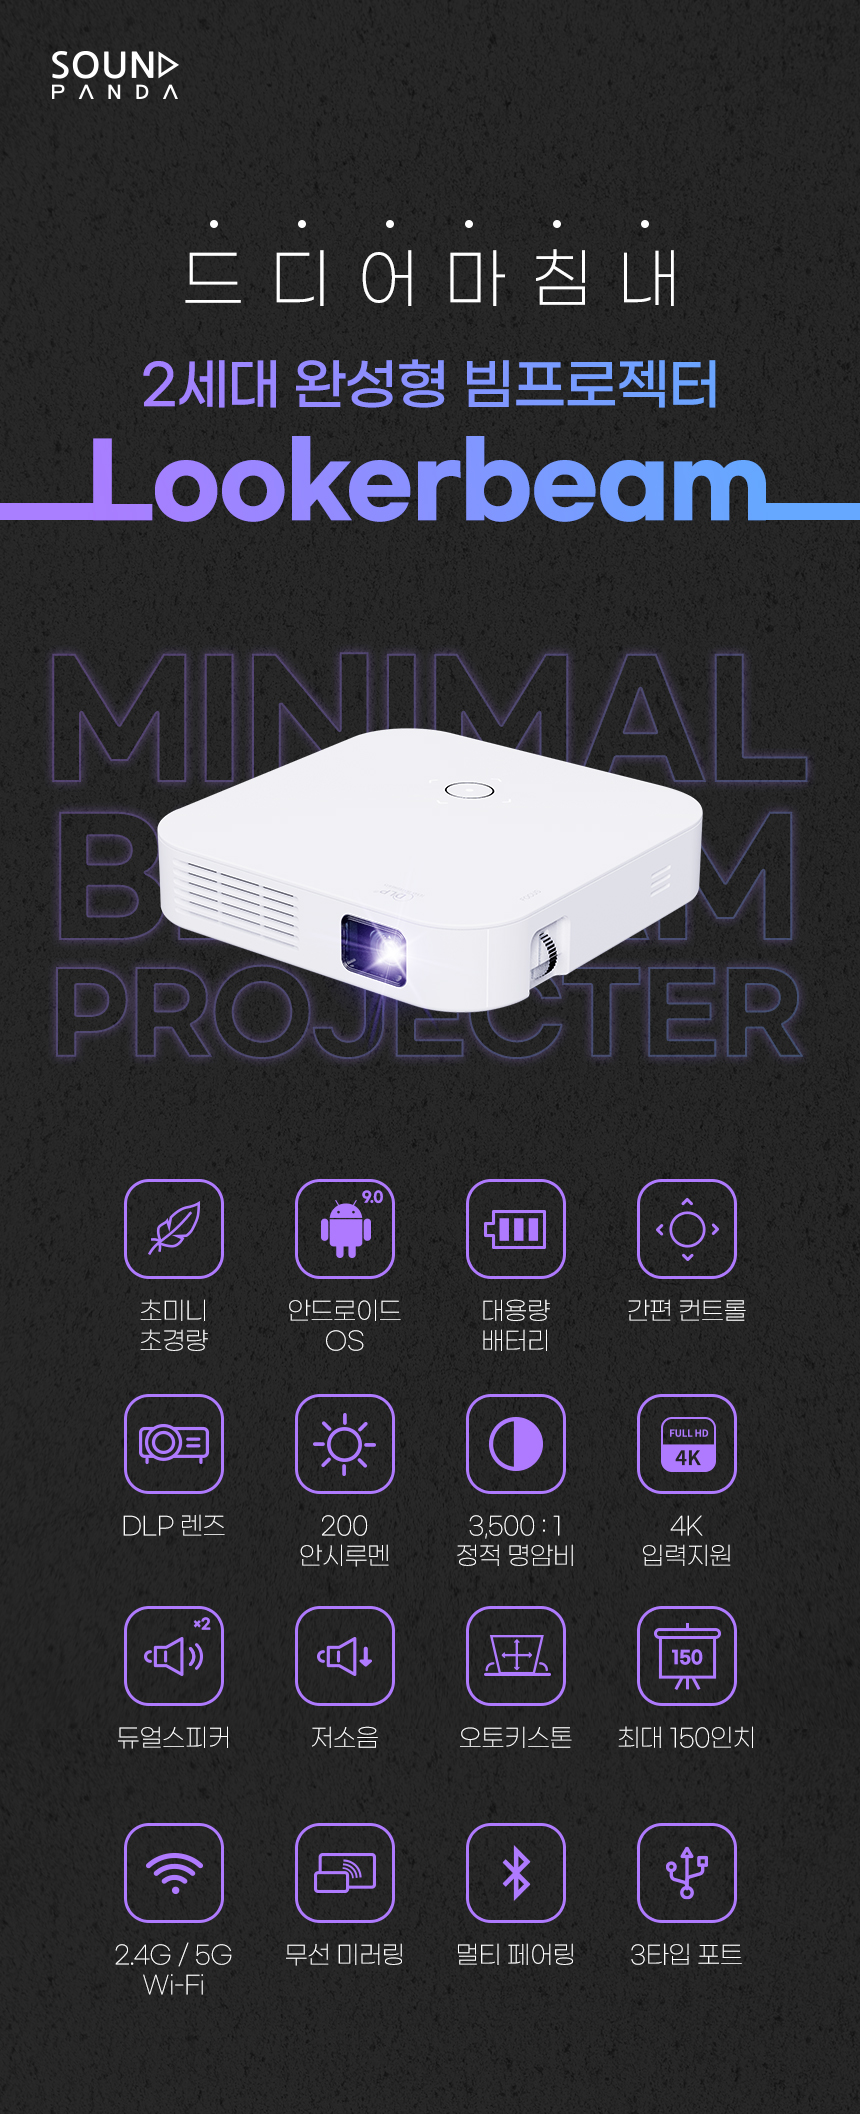 SOUND
PANDA
드디어마침내
2세대 완성형 빔프로젝터
Lookerbeam
MINIMAL
PROJECTER
DLP
9.0
초미니
초경량
안드로이드
OS
대용량
배터리
간편 컨트롤
FULL HD
4K
DLP 렌즈
200
안시루멘
3,500 : 1
정적 명암비
4K
입력지원
×2
150
듀얼스피커
저소음
오토키스톤
최대 150인치
2.4G / 5G
Wi-Fi
무선 미러링
멀티 페어링
3타입 포트